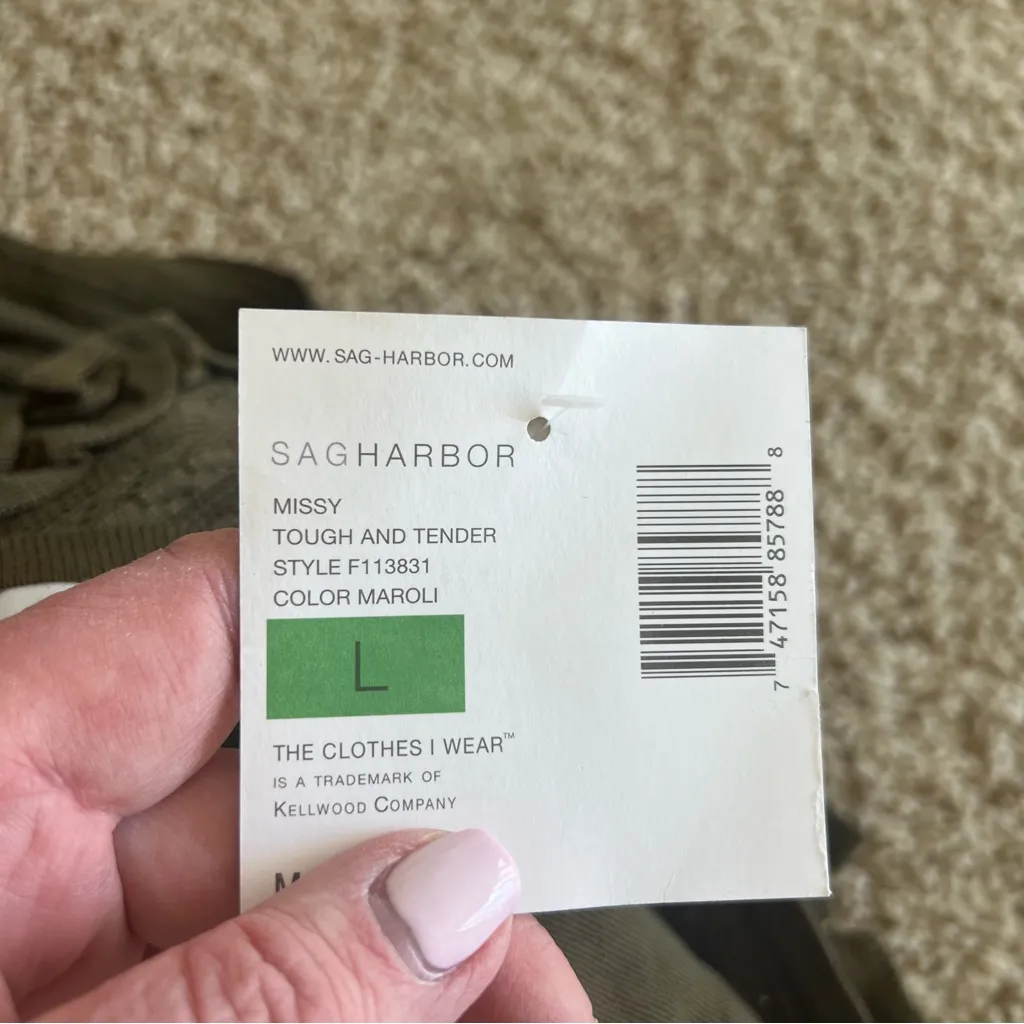 WWW.SAG-HARBOR.COM
SAGHARBOR
MISSY
TOUGH AND TENDER
STYLE F113831
COLOR MAROLI
L
THE CLOTHES I WEAR™
IS A TRADEMARK OF
KELLWOOD COMPANY
7 47158 85788 8